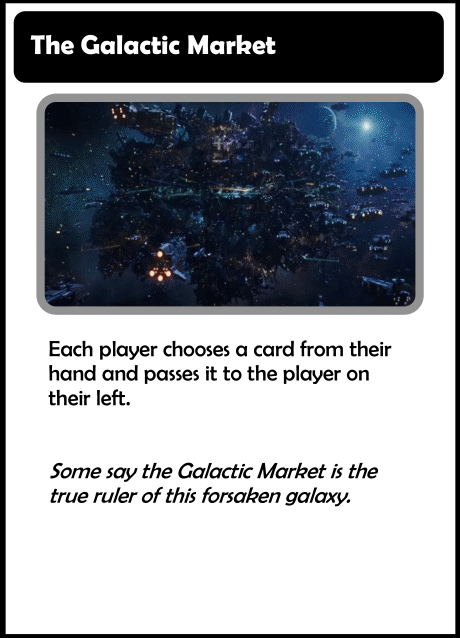 The Galactic Market
Each player chooses a card from their
hand and passes it to the player on
their left.
Some say the Galactic Market is the
true ruler of this forsaken galaxy.